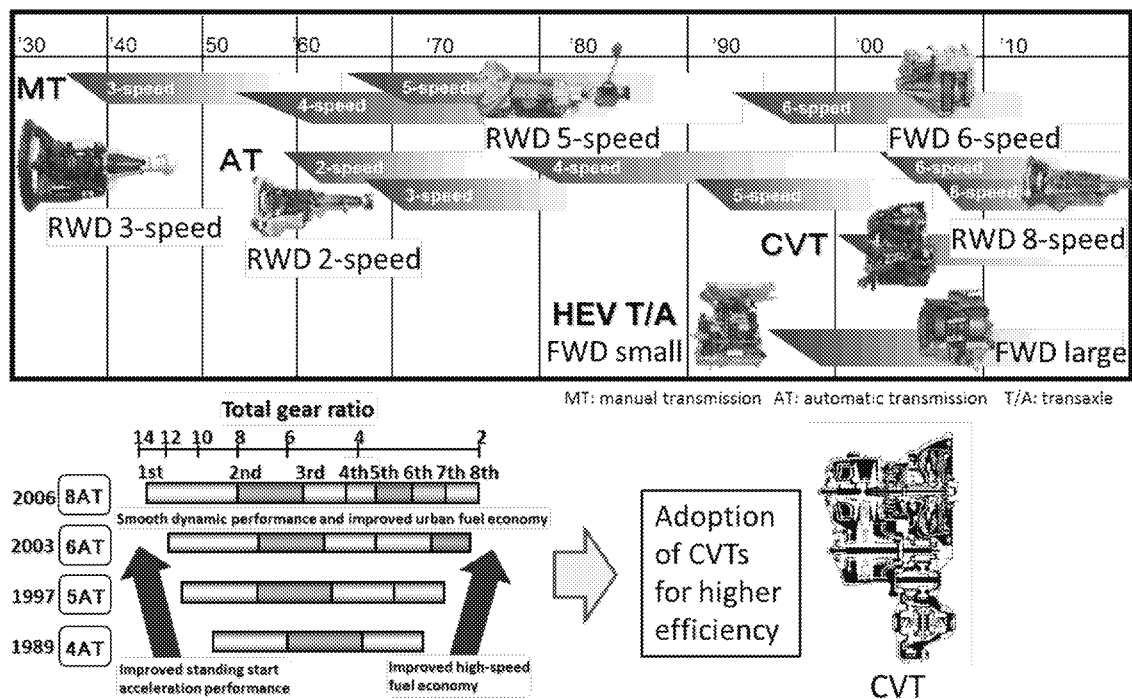 '30 '40 50 '60 '70 '80 '90 '00 '10
MT
3-speed
5-speed
4-speed
6-spped
RWD 5-speed
FWD 6-speed
AT
2-speed
4-speed
6-speed
3-speed
5-speed
8-speed
RWD 3-speed
RWD 2-speed
CVT
RWD 8-speed
HEV T/A
FWD small
FWD large
MT: manual transmission AT: automatic transmission T/A: transaxle
Total gear ratio
14 12 10 8 6 4 2
1st 2nd 3rd 4th 5th 6th 7th 8th
2006 8AT
Smooth dynamic performance and improved urban fuel economy
2003 6AT
1997 5AT
1989 4AT
Improved standing start
acceleration performance
Improved high-speed
fuel economy
Adoption
of CVTs
for higher
efficiency
CVT